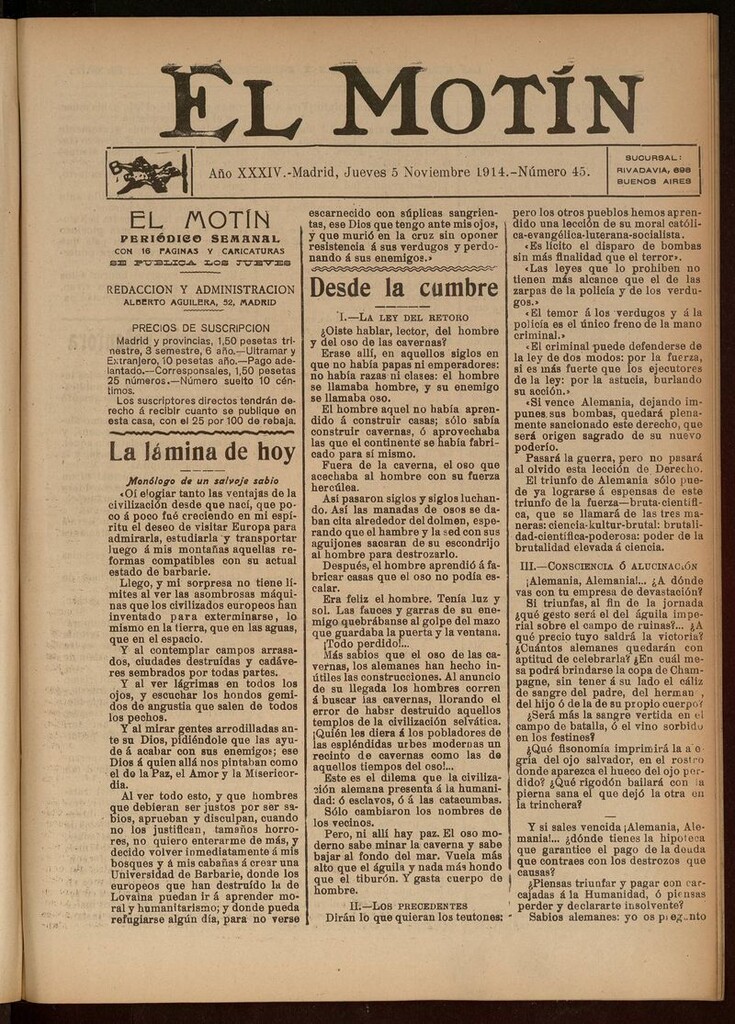 EL MOTÍN
Año XXXIV.-Madrid, Jueves 5 Noviembre 1914.-Número 45.
SUCURSAL:
RIVADAVIA, 698
BUENOS AIRES
EL MOTÍN
PERIÓDICO SEMANAL
CON 16 PAGINAS Y CARICATURAS
SE PUBLICA LOS JUEVES
REDACCION Y ADMINISTRACION
ALBERTO AGUILERA, 52, MADRID
PRECIOS DE SUSCRIPCION
Madrid y provincias, 1,50 pesetas tri-
mestre, 3 semestre, 6 año.—Ultramar y
Extranjero, 10 pesetas año.—Pago ade-
lantado.—Corresponsales, 1,50 pesetas
25 números.—Número suelto 10 cén-
timos.
Los suscriptores directos tendrán de-
recho á recibir cuanto se publique en
esta casa, con el 25 por 100 de rebaja.
La lámina de hoy
Monólogo de un salvaje sabio
«Oí elogiar tanto las ventajas de la
civilización desde que nací, que po-
co á poco fué creciendo en mi espí-
ritu el deseo de visitar Europa para
admirarla, estudiarla y transportar
luego á mis montañas aquellas re-
formas compatibles con su actual
estado de barbarie.
Llego, y mi sorpresa no tiene lí-
mites al ver las asombrosas máqui-
nas que los civilizados europeos han
inventado para exterminarse, lo
mismo en la tierra, que en las aguas,
que en el espacio.
Y al contemplar campos arrasa-
dos, ciudades destruídas y cadáve-
res sembrados por todas partes.
Y al ver lágrimas en todos los
ojos, y escuchar los hondos gemi-
dos de angustia que salen de todos
los pechos.
Y al mirar gentes arrodilladas an-
te su Dios, pidiéndole que las ayu-
de á acabar con sus enemigos; ese
Dios á quien allá nos pintaban como
el de la Paz, el Amor y la Misericor-
dia.
Al ver todo esto, y que hombres
que debieran ser justos por ser sa-
bios, aprueban y disculpan, cuando
no los justifican, tamaños horro-
res, no quiero enterarme de más, y
decido volver inmediatamente á mis
bosques y á mis cabañas á crear una
Universidad de Barbarie, donde los
europeos que han destruído la de
Lovaina puedan ir á aprender mo-
ral y humanitarismo; y donde pueda
refugiarse algún día, para no verse
escarnecido con súplicas sangrien-
tas, ese Dios que tengo ante mis ojos,
y que murió en la cruz sin oponer
resistencia á sus verdugos y perdo-
nando á sus enemigos.»
Desde la cumbre
I.—LA LEY DEL RETORO
¿Oiste hablar, lector, del hombre
y del oso de las cavernas?
Erase allí, en aquellos siglos en
que no había papas ni emperadores:
no había razas ni clases: el hombre
se llamaba hombre, y su enemigo
se llamaba oso.
El hombre aquel no había apren-
dido á construir casas; sólo sabía
construir cavernas, ó aprovechaba
las que el continente se había fabri-
cado para sí mismo.
Fuera de la caverna, el oso que
acechaba al hombre con su fuerza
hercúlea.
Así pasaron siglos y siglos luchan-
do. Así las manadas de osos se da-
ban cita alrededor del dolmen, espe-
rando que el hambre y la sed con sus
aguijones sacaran de su escondrijo
al hombre para destrozarlo.
Después, el hombre aprendió á fa-
bricar casas que el oso no podía es-
calar.
Era feliz el hombre. Tenía luz y
sol. Las fauces y garras de su ene-
migo quebrábanse al golpe del mazo
que guardaba la puerta y la ventana.
¡Todo perdido!...
Más sabios que el oso de las ca-
vernas, los alemanes han hecho in-
útiles las construcciones. Al anuncio
de su llegada los hombres corren
á buscar las cavernas, llorando el
error de habsr destruído aquellos
templos de la civilización selvática.
¡Quién les diera á los pobladores de
las espléndidas urbes modernas un
recinto de cavernas como las de
aquellos tiempos del oso!...
Este es el dilema que la civiliza-
ción alemana presenta á la humani-
dad: ó esclavos, ó á las catacumbas.
Sólo cambiaron los nombres de
los vecinos.
Pero, ni allí hay paz. El oso mo-
derno sabe minar la caverna y sabe
bajar al fondo del mar. Vuela más
alto que el águila y nada más hondo
que el tiburón. Y gasta cuerpo de
hombre.
II.—LOS PRECEDENTES
Dirán lo que quieran los teutones:
pero los otros pueblos hemos apren-
dido una lección de su moral católi-
ca-evangélica-luterana-socialista.
«Es lícito el disparo de bombas
sin más finalidad que el terror».
«Las leyes que lo prohiben no
tienen más alcance que el de las
zarpas de la policía y de los verdu-
gos.»
«El temor á los verdugos y á la
policía es el único freno de la mano
criminal.»
«El criminal puede defenderse de
la ley de dos modos: por la fuerza,
si es más fuerte que los ejecutores
de la ley: por la astucia, burlando
su acción.»
«Si vence Alemania, dejando im-
punes sus bombas, quedará plena-
mente sancionado este derecho, que
será origen sagrado de su nuevo
poderío.
Pasará la guerra, pero no pasará
al olvido esta lección de Derecho.
El triunfo de Alemania sólo pue-
de ya lograrse á espensas de este
triunfo de la fuerza—bruta-científi-
ca, que se llamará de las tres ma-
neras: ciencia-kultur-brutal: brutali-
dad-científica-poderosa: poder de la
brutalidad elevada á ciencia.
III.—CONSCIENCIA Ó ALUCINACIÓN
¡Alemania, Alemania!... ¿A dónde
vas con tu empresa de devastación?
Si triunfas, al fin de la jornada
¿qué gesto será el del águila impe-
rial sobre el campo de ruinas?... ¿A
qué precio tuyo saldrá la victoria?
¿Cuántos alemanes quedarán con
aptitud de celebrarla? ¿En cuál me-
sa podrá brindarse la copa de Cham-
pagne, sin tener á su lado el cáliz
de sangre del padre, del herman ,
del hijo ó de la de su propio cuerpo?
¿Será más la sangre vertida en el
campo de batalla, ó el vino sorbido
en los festines?
¿Qué fisonomía imprimirá la a e-
gría del ojo salvador, en el rostro
donde aparezca el hueco del ojo per-
dido? ¿Qué rigodón bailará con la
pierna sana el que dejó la otra en
la trinchera?
Y si sales vencida ¡Alemania, Ale-
mania!... ¿dónde tienes la hipoteca
que garantice el pago de la deuda
que contraes con los destrozos que
causas?
¿Piensas triunfar y pagar con car-
cajadas á la Humanidad, ó piensas
perder y declararte insolvente?
Sabios alemanes: yo os pregunto